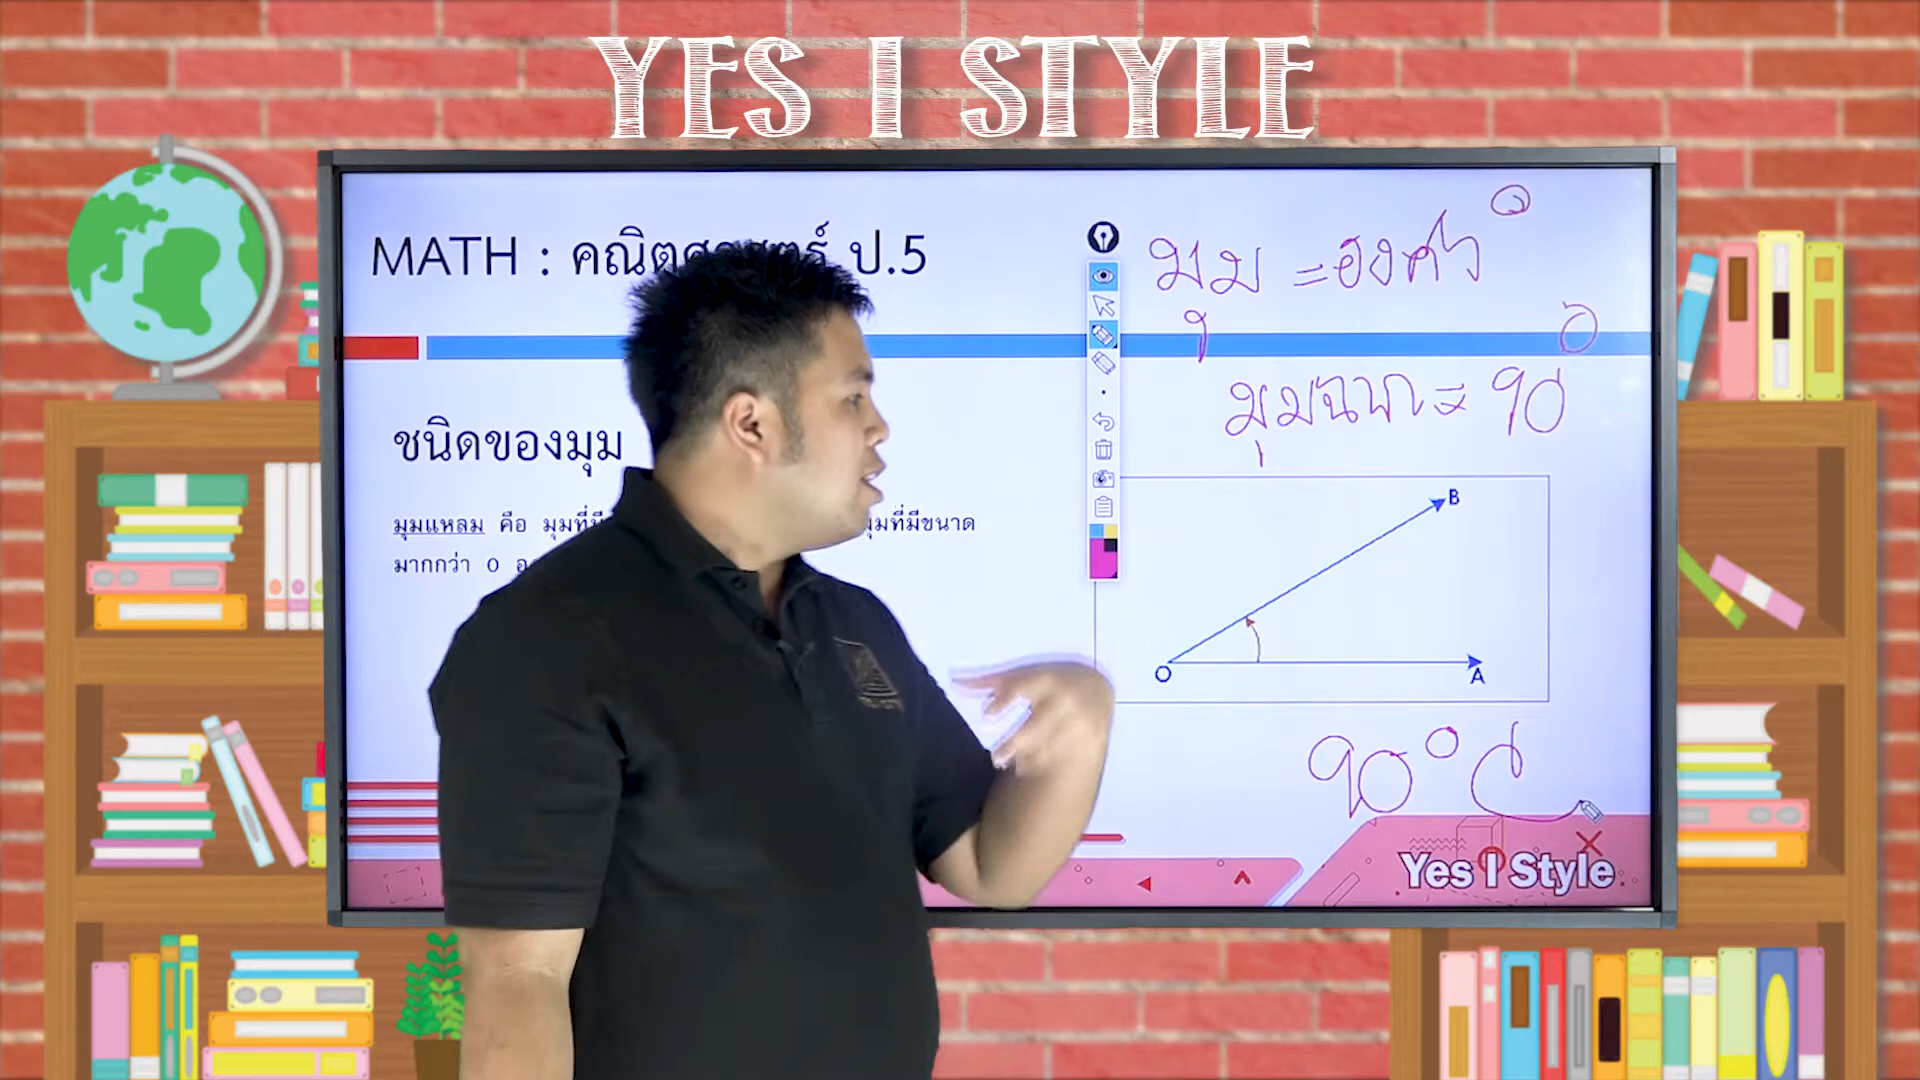 YES I STYLE
MATH : คณิตศาสตร์ ป.5
ชนิดของมุม
มุมแหลม คือ มุมที่มี มุมที่มีขนาด
มากกว่า 0
มุม = องศา °
มุมฉาก = 90°
B
O
A
90°
Yes I Style